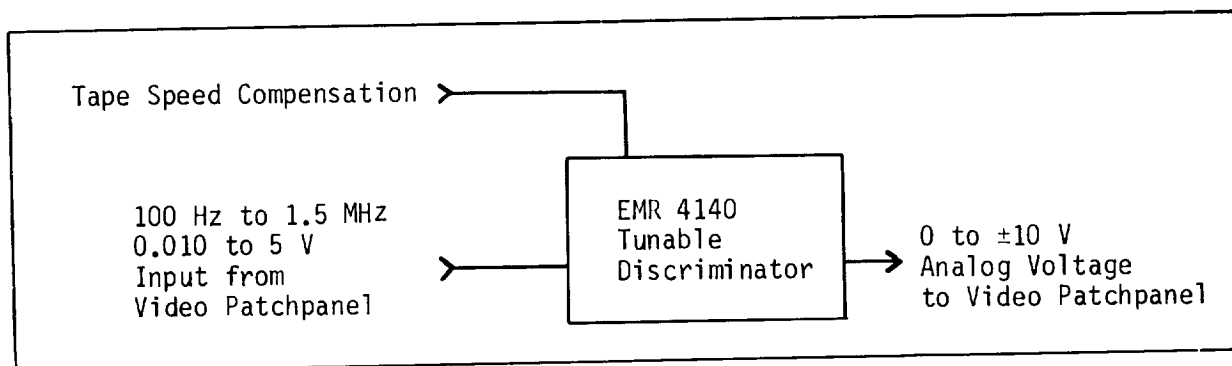 Tape Speed Compensation
100 Hz to 1.5 MHz
0.010 to 5 V
Input from
Video Patchpanel
EMR 4140
Tunable
Discriminator
0 to ±10 V
Analog Voltage
to Video Patchpanel